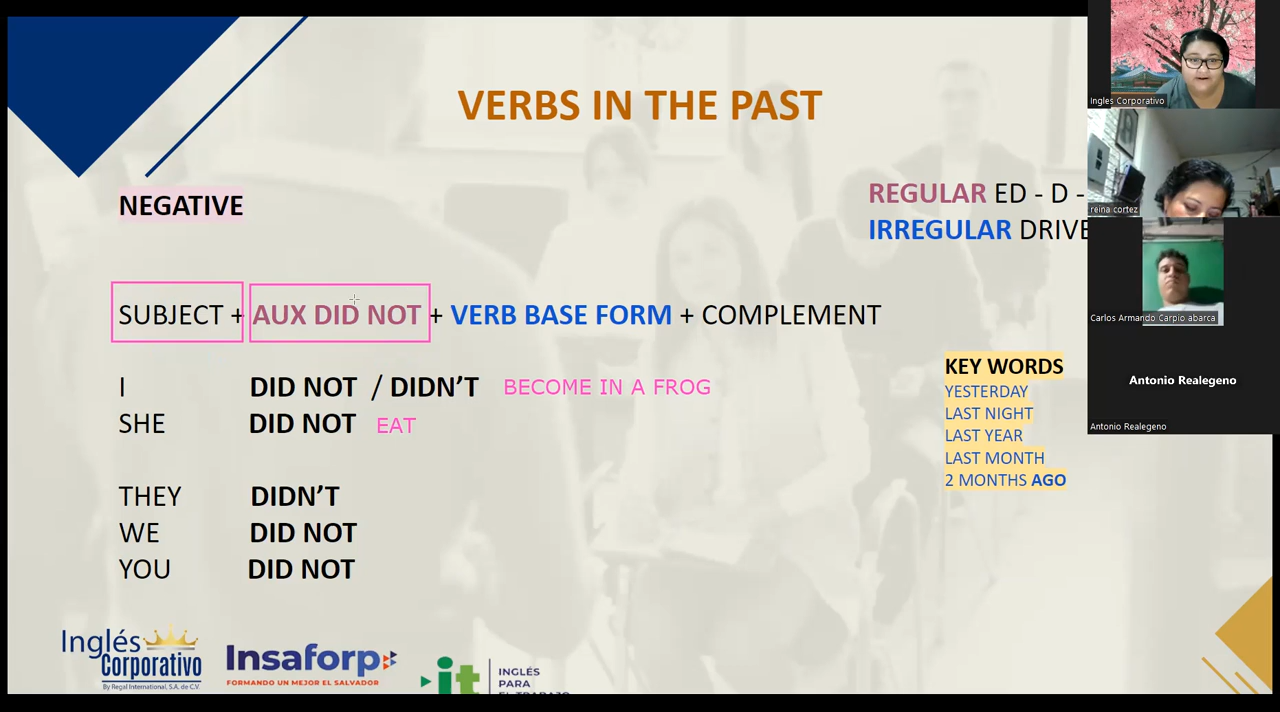 VERBS IN THE PAST
NEGATIVE
REGULAR ED - D -
IRREGULAR DRIVE
SUBJECT + AUX DID NOT + VERB BASE FORM + COMPLEMENT
I DID NOT / DIDN’T BECOME IN A FROG
SHE DID NOT EAT
THEY DIDN’T
WE DID NOT
YOU DID NOT
KEY WORDS
YESTERDAY
LAST NIGHT
LAST YEAR
LAST MONTH
2 MONTHS AGO
Inglés
Corporativo
By Regal International, S.A. de C.V.
Insaforp
FORMANDO UN MEJOR EL SALVADOR
it
INGLÉS
PARA
EL TRABAJO
Ingles Corporativo
reina cortez
Carlos Armando Carpio abarca
Antonio Realegeno
Antonio Realegeno